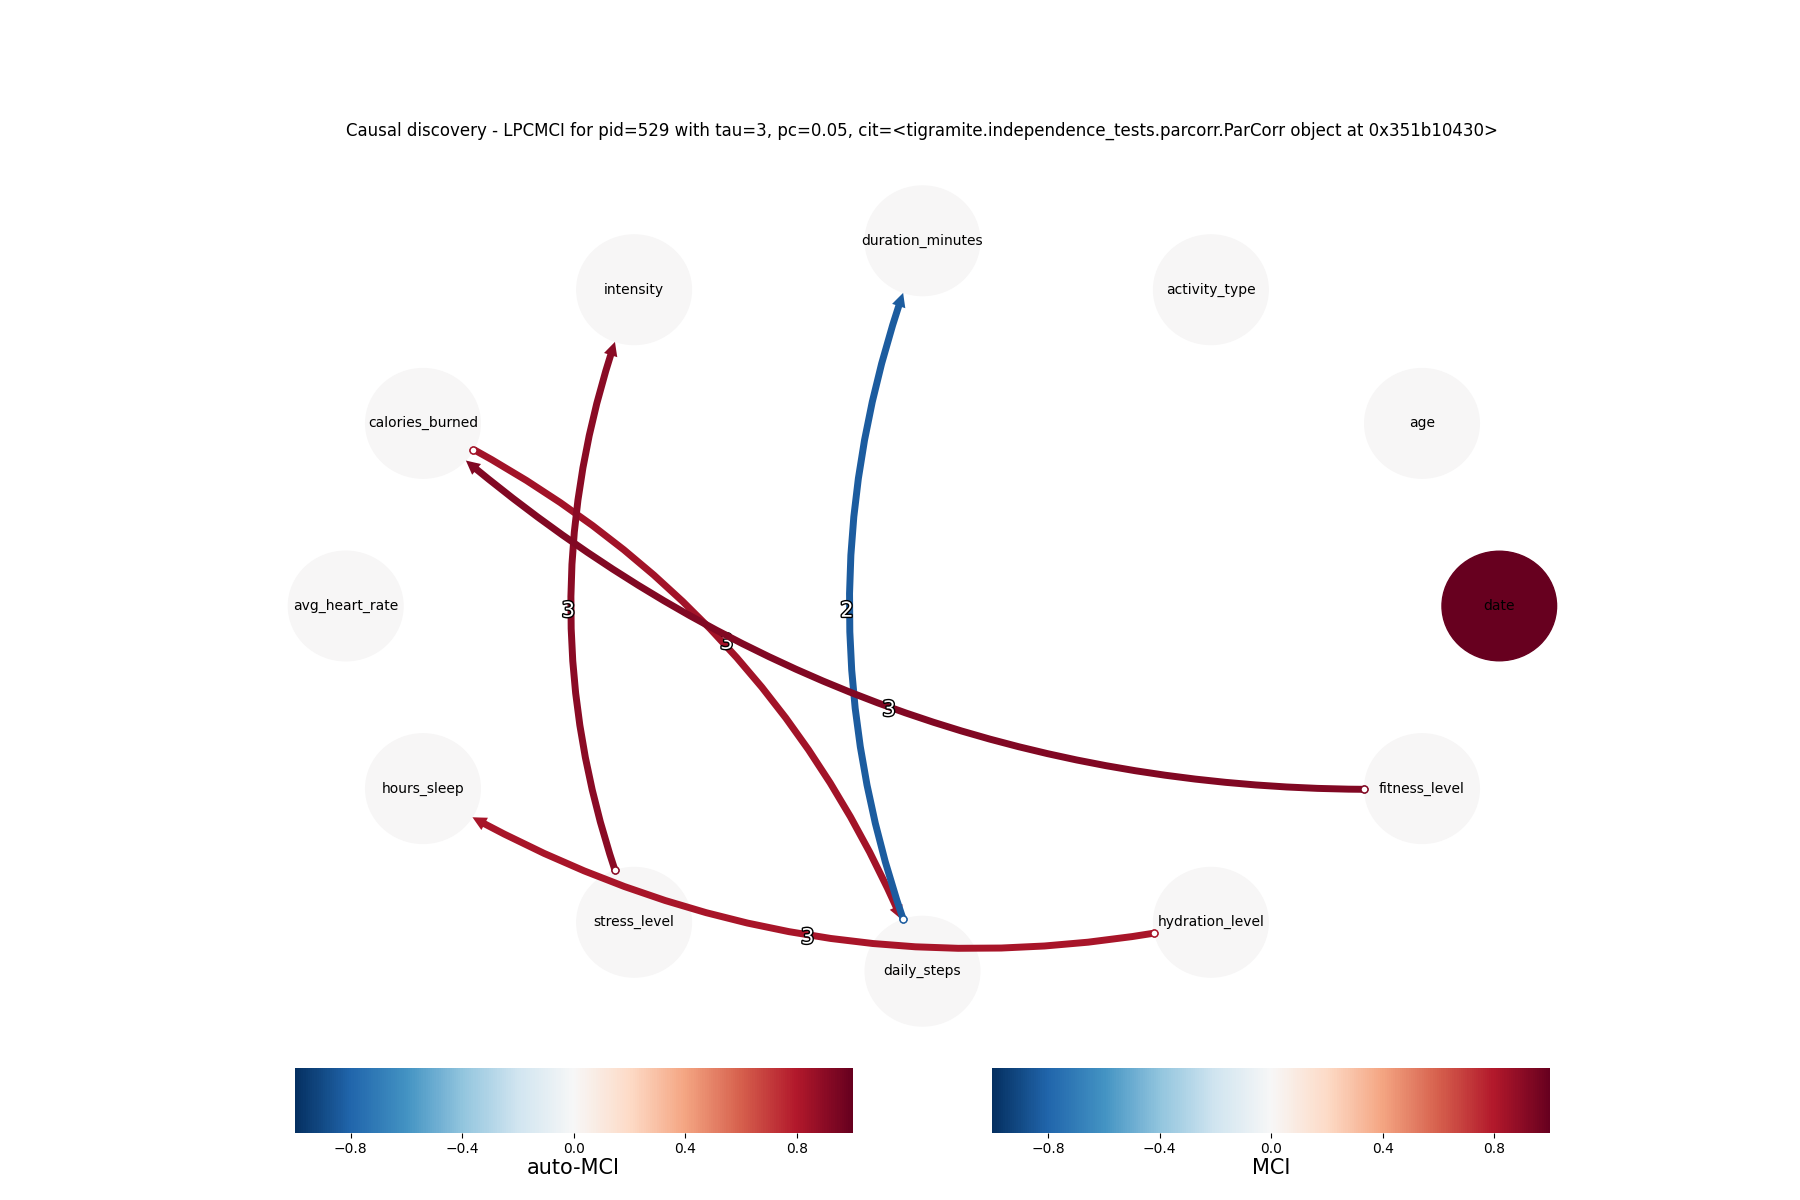 Causal discovery - LPCMCI for pid=529 with tau=3, pc=0.05, cit=<tigramite.independence_tests.parcorr.ParCorr object at 0x351b10430>
duration_minutes
intensity
activity_type
calories_burned
age
avg_heart_rate
3
2
date
3
hours_sleep
fitness_level
stress_level
hydration_level
3
daily_steps
−0.8 −0.4 0.0 0.4 0.8
auto-MCI
−0.8 −0.4 0.0 0.4 0.8
MCI